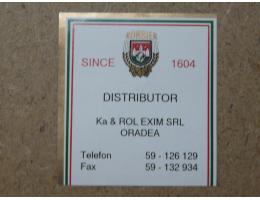 SINCE 1604
DISTRIBUTOR
Ka & ROL EXIM SRL
ORADEA
Telefon 59 - 126 129
Fax 59 - 132 934